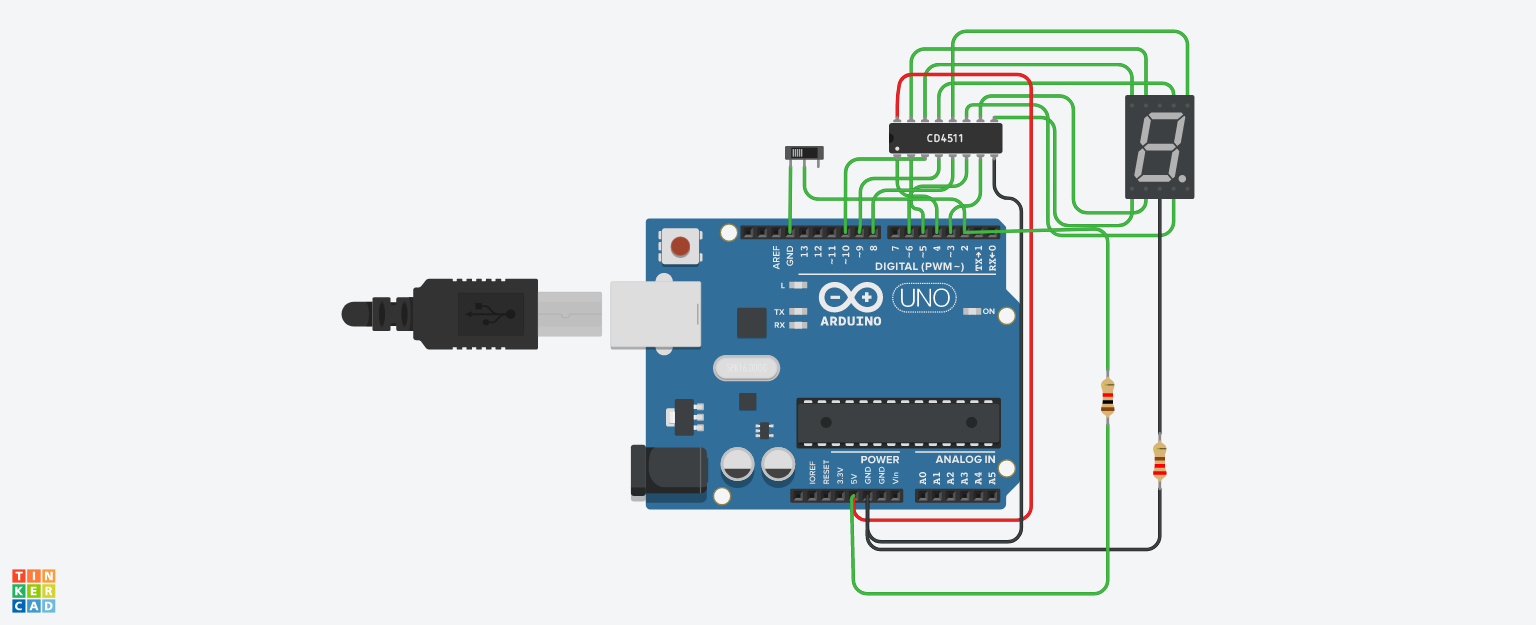 CD4511
AREF
GND
13
12
~11
~10
~9
8
7
~6
~5
4
~3
2
TX→1
RX←0
DIGITAL (PWM~)
L
TX
RX
UNO
ARDUINO
ON
POWER
ANALOG IN
IOREF
RESET
3.3V
5V
GND
GND
Vin
A0
A1
A2
A3
A4
A5
TIN
KER
CAD